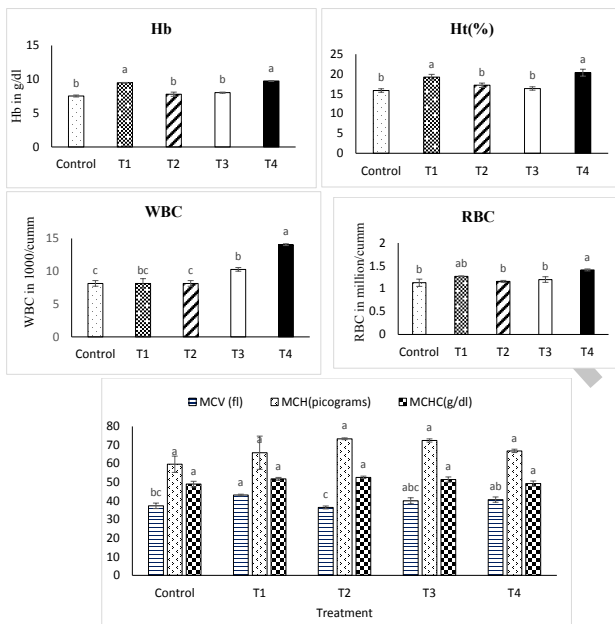 Hb
Hb in g/dl
15
10
5
0
b
a
b
b
a
Control T1 T2 T3 T4
Ht(%)
25
20
15
10
5
0
b
a
b
b
a
Control T1 T2 T3 T4
WBC
WBC in 1000/cumm
15
10
5
0
c
bc
c
b
a
Control T1 T2 T3 T4
RBC
RBC in million/cumm
2
1.5
1
0.5
0
b
ab
b
b
a
Control T1 T2 T3 T4
MCV (fl) MCH(picograms) MCHC(g/dl)
80
70
60
50
40
30
20
10
0
bc a a
a a a
c a a
abc a a
ab a a
Control T1 T2 T3 T4
Treatment